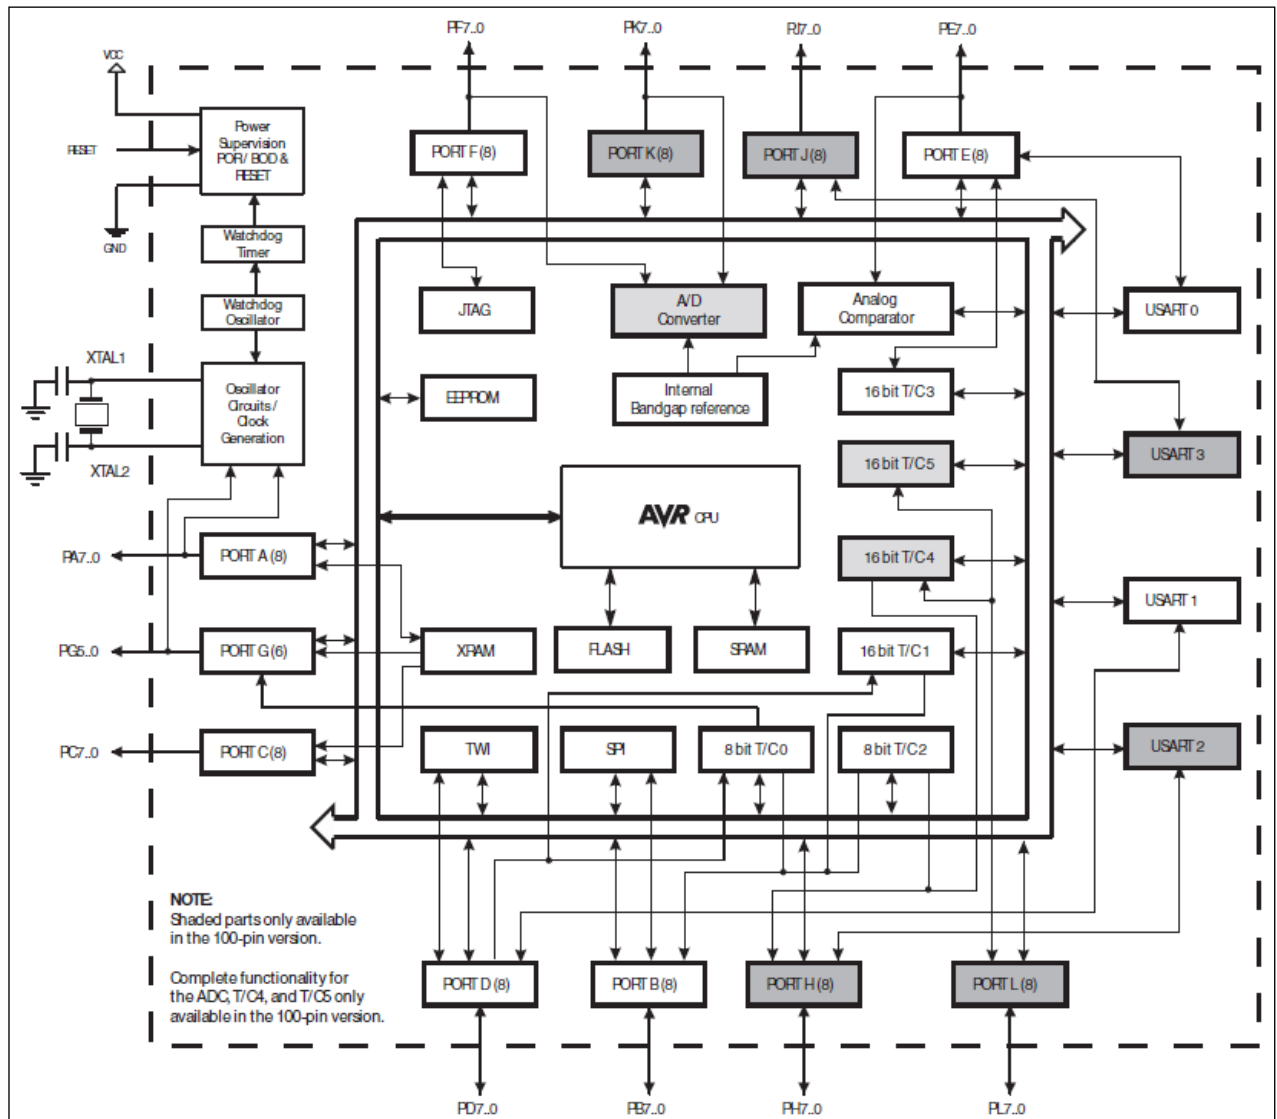 PF7..0
PK7..0
PJ7..0
PE7..0
VCC
RESET
GND
Power
Supervision
POR/ BOD &
RESET
PORT F (8)
PORT K (8)
PORT J (8)
PORT E (8)
Watchdog
Timer
Watchdog
Oscillator
JTAG
A/D
Converter
Analog
Comparator
USART 0
XTAL1
Oscillator
Circuits /
Clock
Generation
XTAL2
EEPROM
Internal
Bandgap reference
16 bit T/C3
16 bit T/C5
USART 3
AVR CPU
PA7..0
PORT A (8)
16 bit T/C4
USART 1
PG5..0
PORT G (6)
XRAM
FLASH
SRAM
16 bit T/C1
PC7..0
PORT C (8)
TWI
SPI
8 bit T/C0
8 bit T/C2
USART 2
NOTE:
Shaded parts only available
in the 100-pin version.
Complete functionality for
the ADC, T/C4, and T/C5 only
available in the 100-pin version.
PORT D (8)
PORT B (8)
PORT H (8)
PORT L (8)
PD7..0
PB7..0
PH7..0
PL7..0